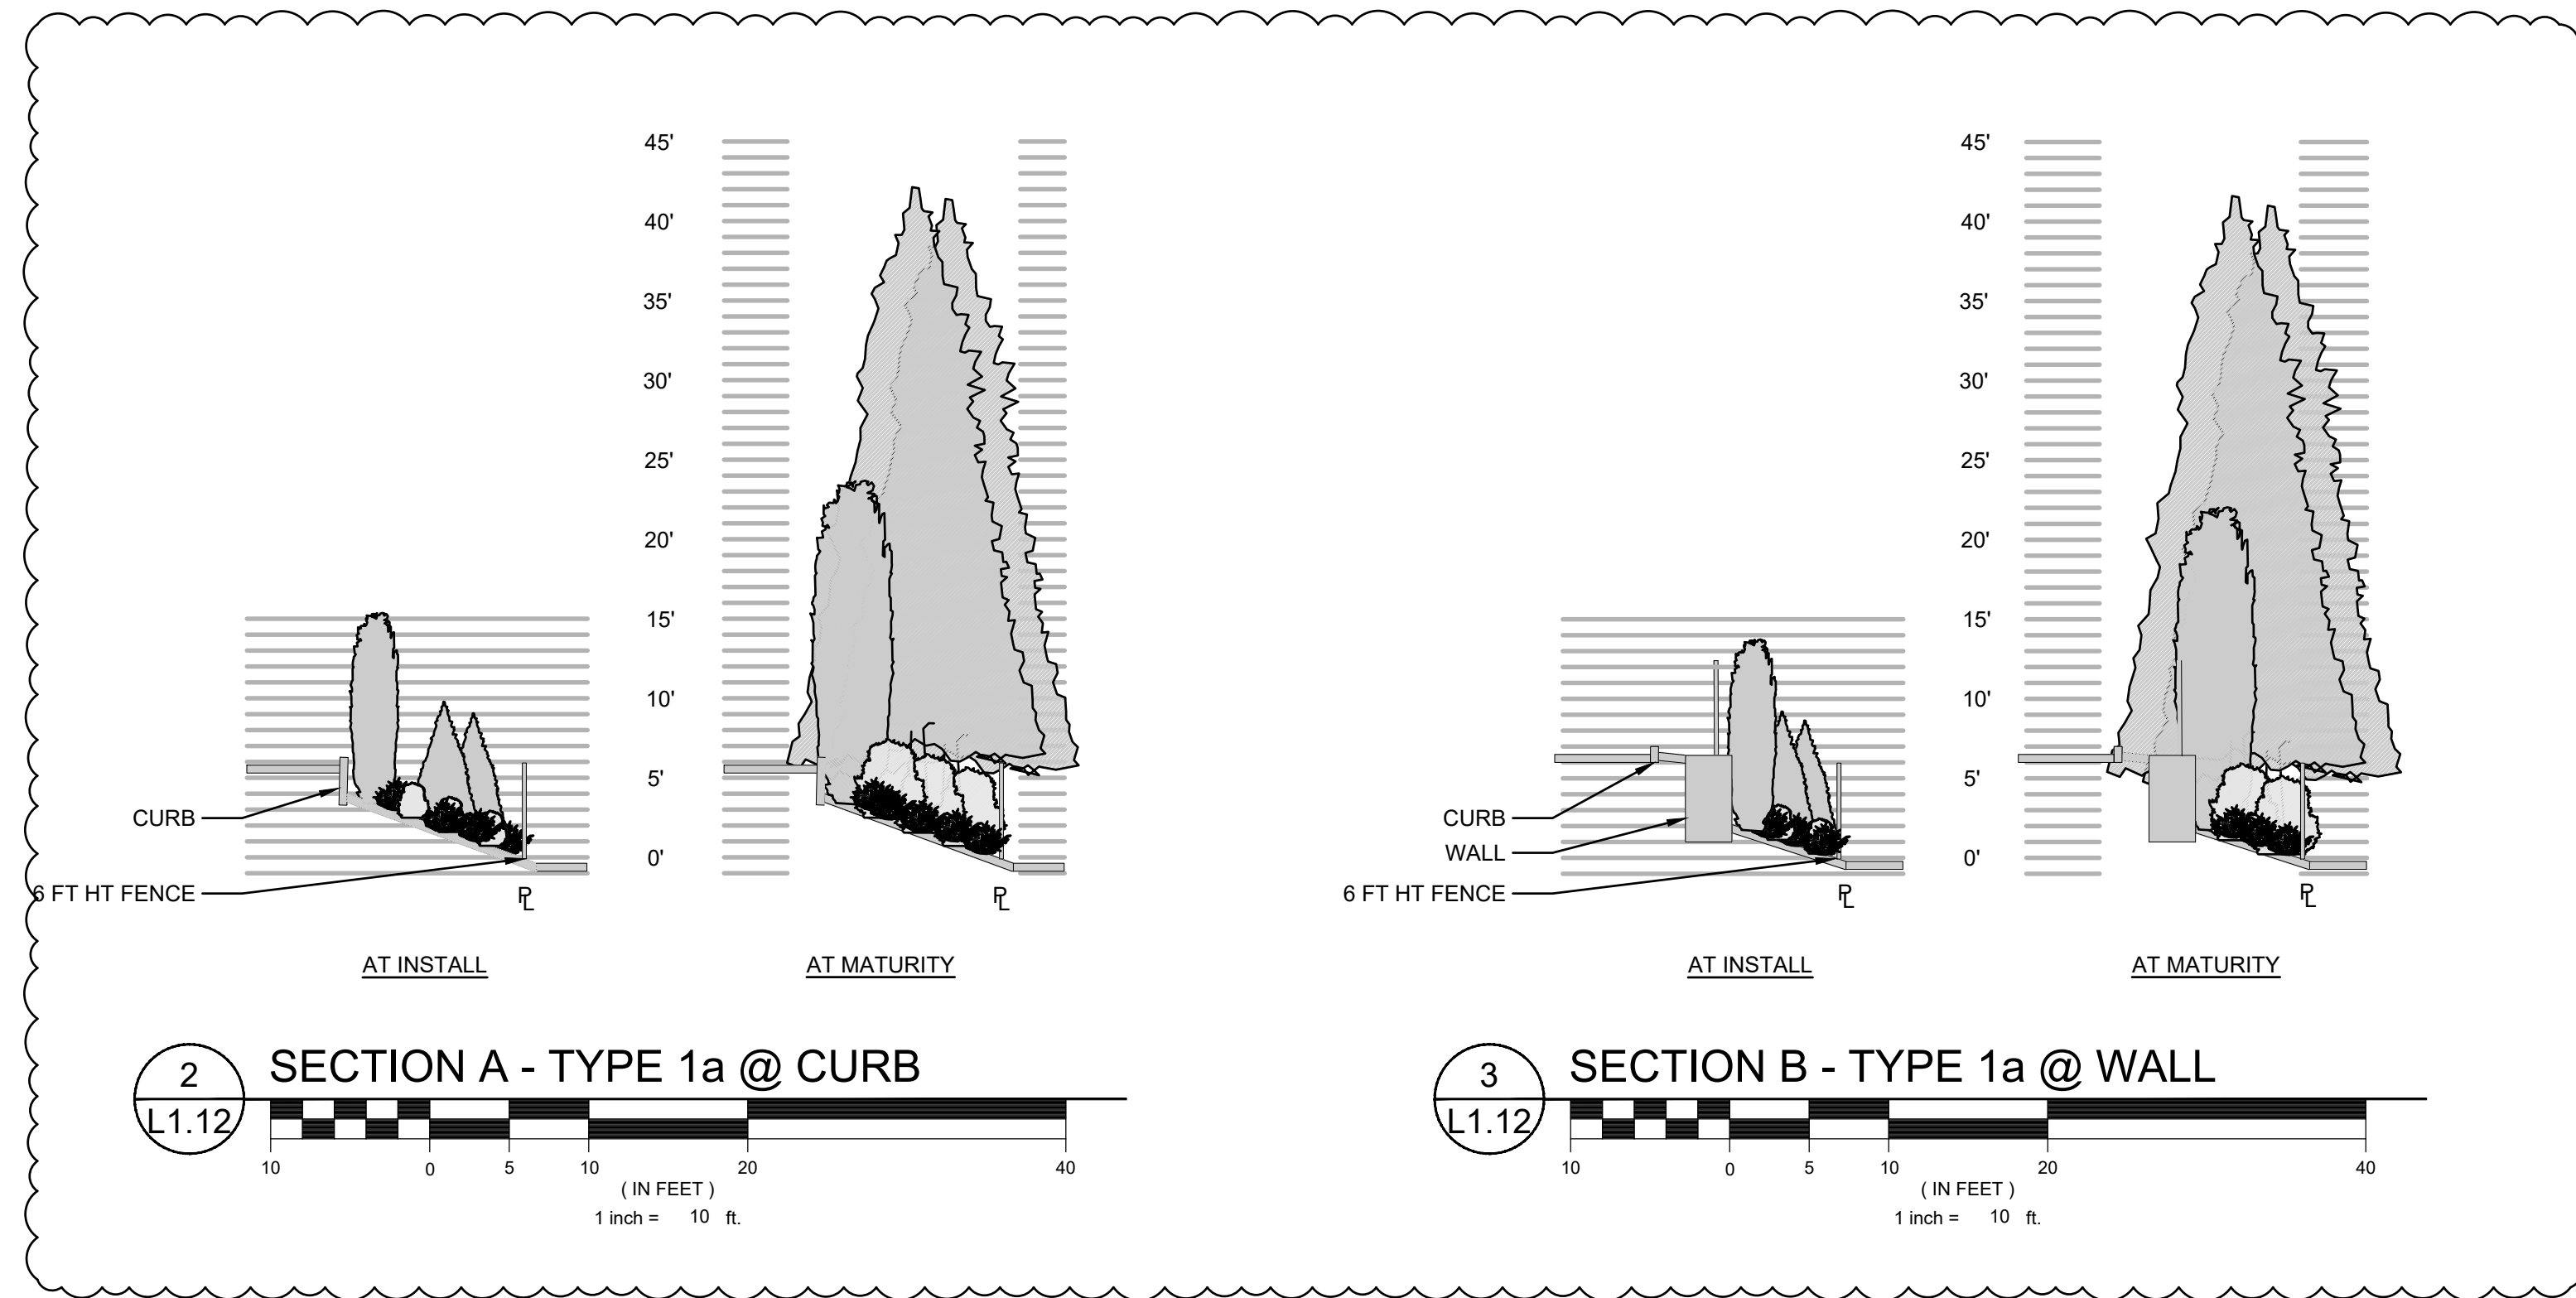 45'
40'
35'
30'
25'
20'
15'
10'
5'
0'
CURB
6 FT HT FENCE
PL
PL
AT INSTALL
AT MATURITY
2
L1.12
SECTION A - TYPE 1a @ CURB
10 0 5 10 20 40
( IN FEET )
1 inch = 10 ft.
45'
40'
35'
30'
25'
20'
15'
10'
5'
0'
CURB
WALL
6 FT HT FENCE
PL
PL
AT INSTALL
AT MATURITY
3
L1.12
SECTION B - TYPE 1a @ WALL
10 0 5 10 20 40
( IN FEET )
1 inch = 10 ft.